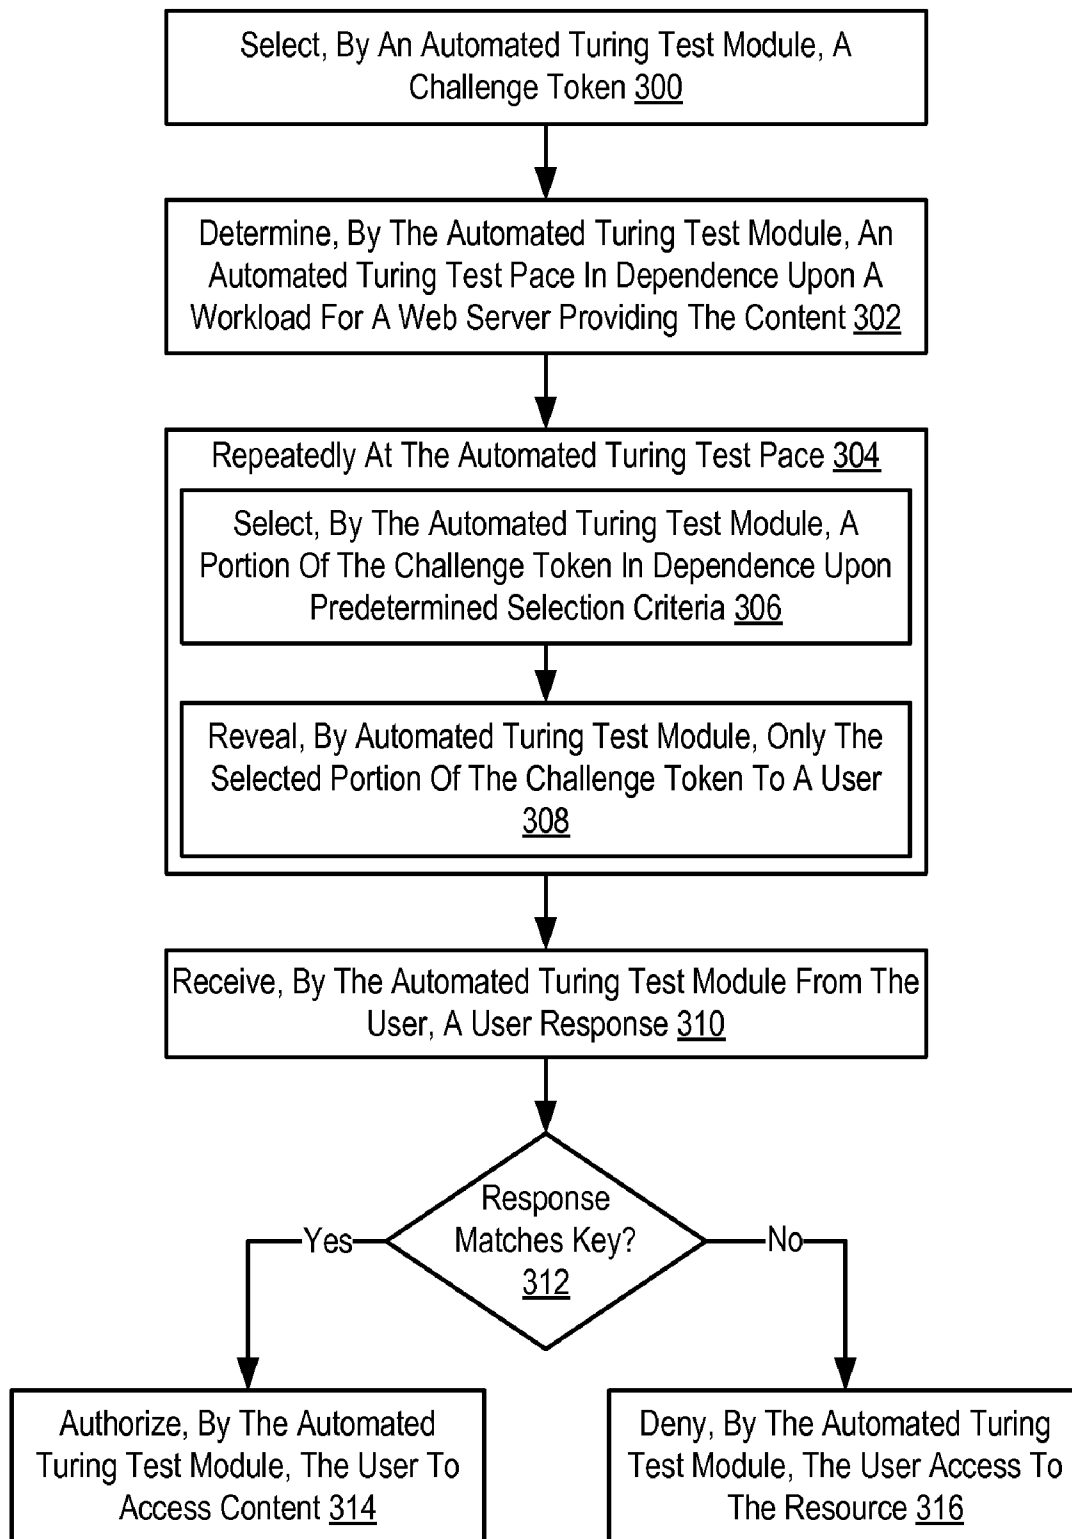 Select, By An Automated Turing Test Module, A
Challenge Token 300
Determine, By The Automated Turing Test Module, An
Automated Turing Test Pace In Dependence Upon A
Workload For A Web Server Providing The Content 302
Repeatedly At The Automated Turing Test Pace 304
Select, By The Automated Turing Test Module, A
Portion Of The Challenge Token In Dependence Upon
Predetermined Selection Criteria 306
Reveal, By Automated Turing Test Module, Only The
Selected Portion Of The Challenge Token To A User
308
Receive, By The Automated Turing Test Module From The
User, A User Response 310
Response
Matches Key?
312
Yes
No
Authorize, By The Automated
Turing Test Module, The User To
Access Content 314
Deny, By The Automated Turing
Test Module, The User Access To
The Resource 316